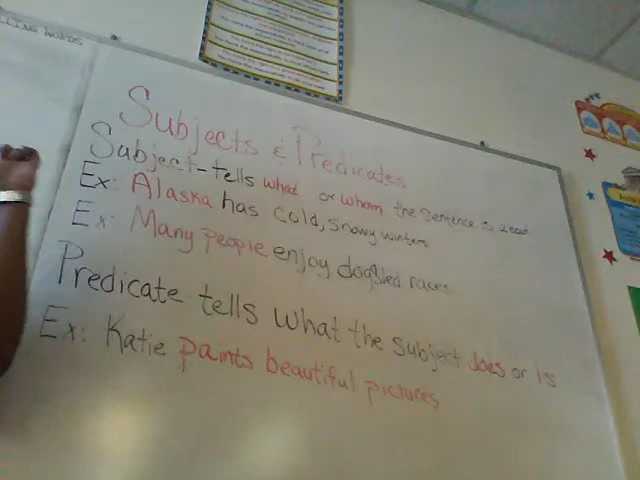 Subjects & Predicates
Subject-tells what or whom the sentence is about
Ex: Alaska has cold, snowy winters
Ex: Many people enjoy dogsled races
Predicate tells what the subject does or is
Ex: Katie paints beautiful pictures